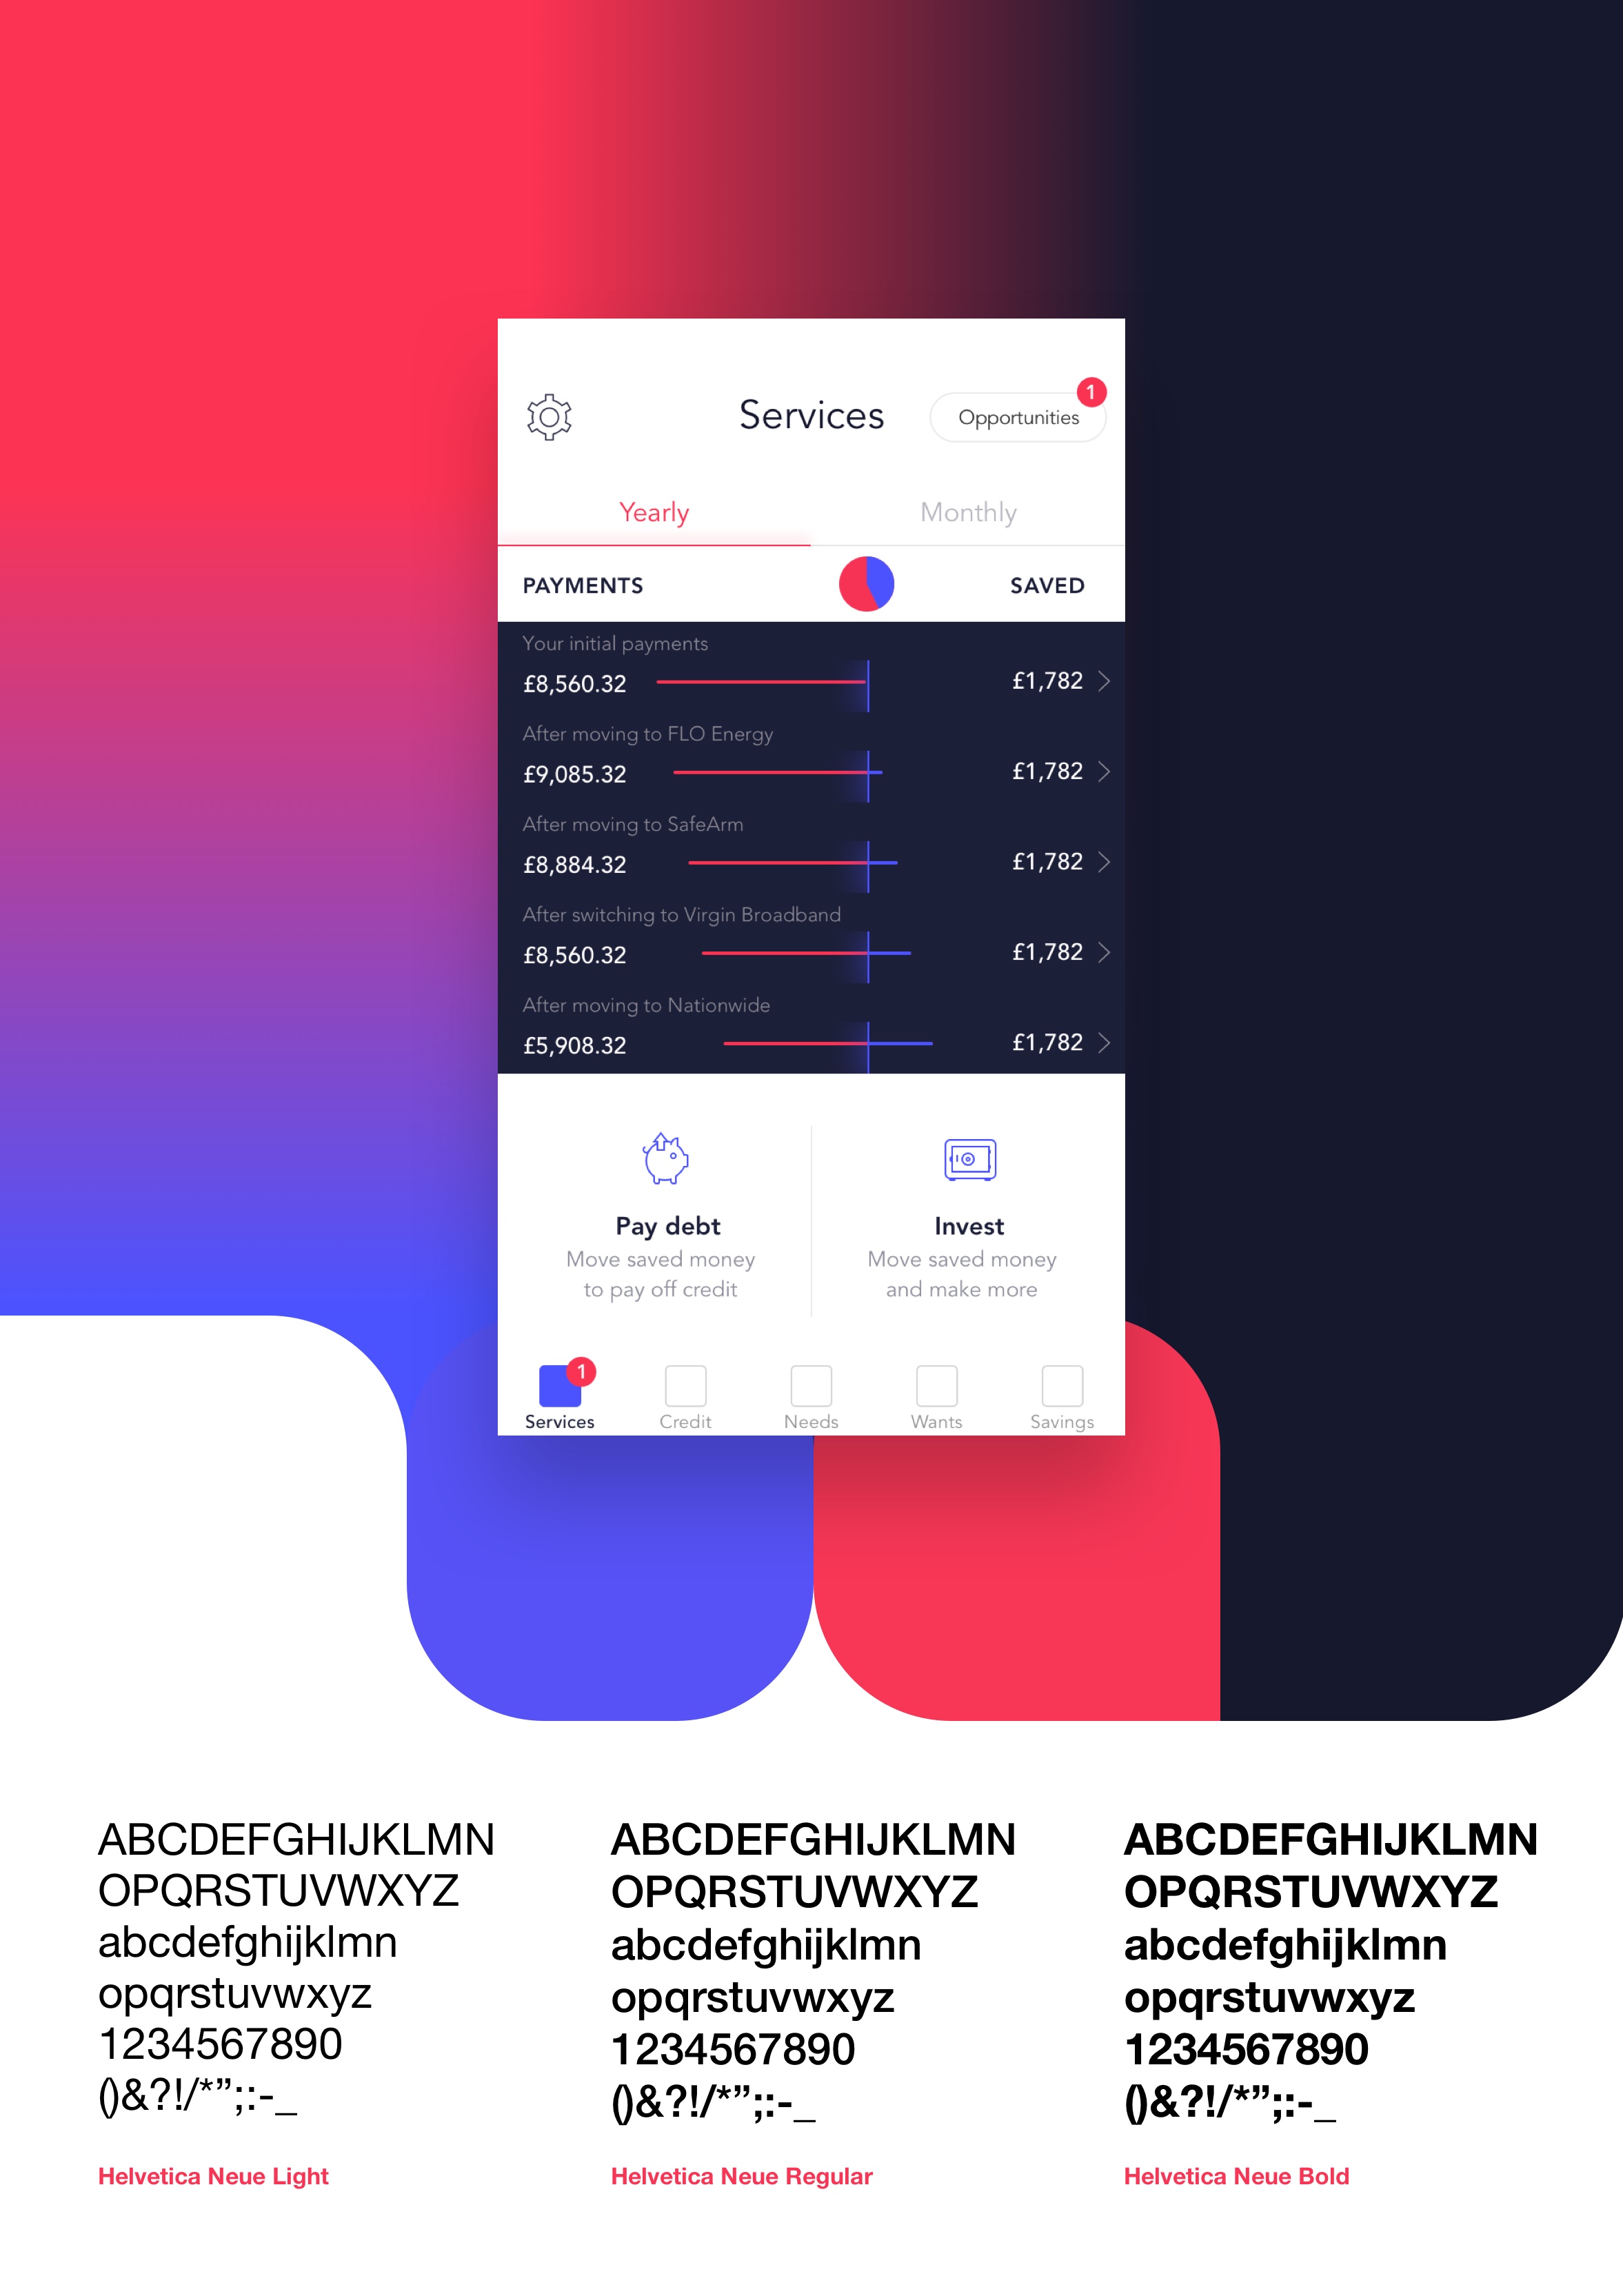 Services
Opportunities
1
Yearly
Monthly
PAYMENTS
SAVED
Your initial payments
£8,560.32
£1,782
After moving to FLO Energy
£9,085.32
£1,782
After moving to SafeArm
£8,884.32
£1,782
After switching to Virgin Broadband
£8,560.32
£1,782
After moving to Nationwide
£5,908.32
£1,782
Pay debt
Move saved money
to pay off credit
Invest
Move saved money
and make more
1
Services
Credit
Needs
Wants
Savings
ABCDEFGHIJKLMN
OPQRSTUVWXYZ
abcdefghijklmn
opqrstuvwxyz
1234567890
()&?!/*”;:-_
Helvetica Neue Light
ABCDEFGHIJKLMN
OPQRSTUVWXYZ
abcdefghijklmn
opqrstuvwxyz
1234567890
()&?!/*”;:-_
Helvetica Neue Regular
ABCDEFGHIJKLMN
OPQRSTUVWXYZ
abcdefghijklmn
opqrstuvwxyz
1234567890
()&?!/*”;:-_
Helvetica Neue Bold